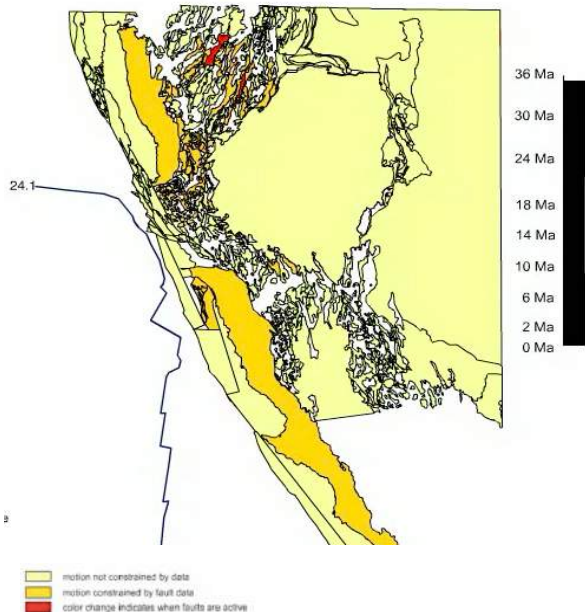 36 Ma
30 Ma
24 Ma
24.1
18 Ma
14 Ma
10 Ma
6 Ma
2 Ma
0 Ma
e
motion not constrained by data
motion constrained by fault data
color change indicates when faults are active